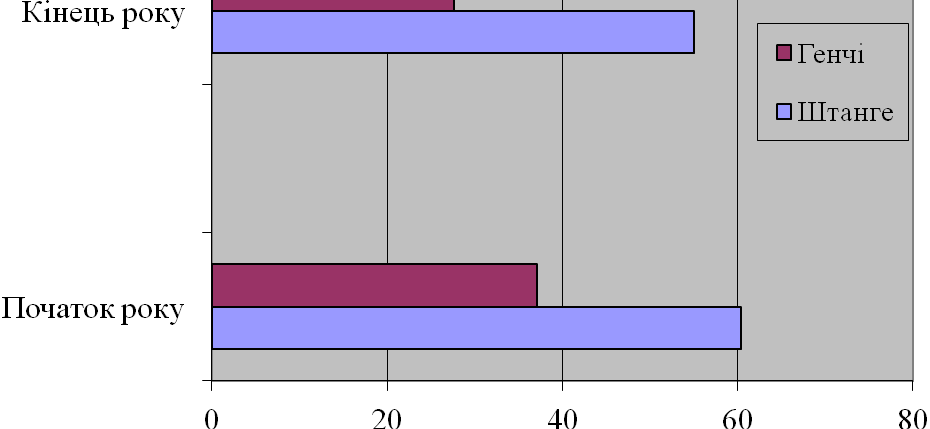 Кінець року
Генчі
Штанге
Початок року
0 20 40 60 80